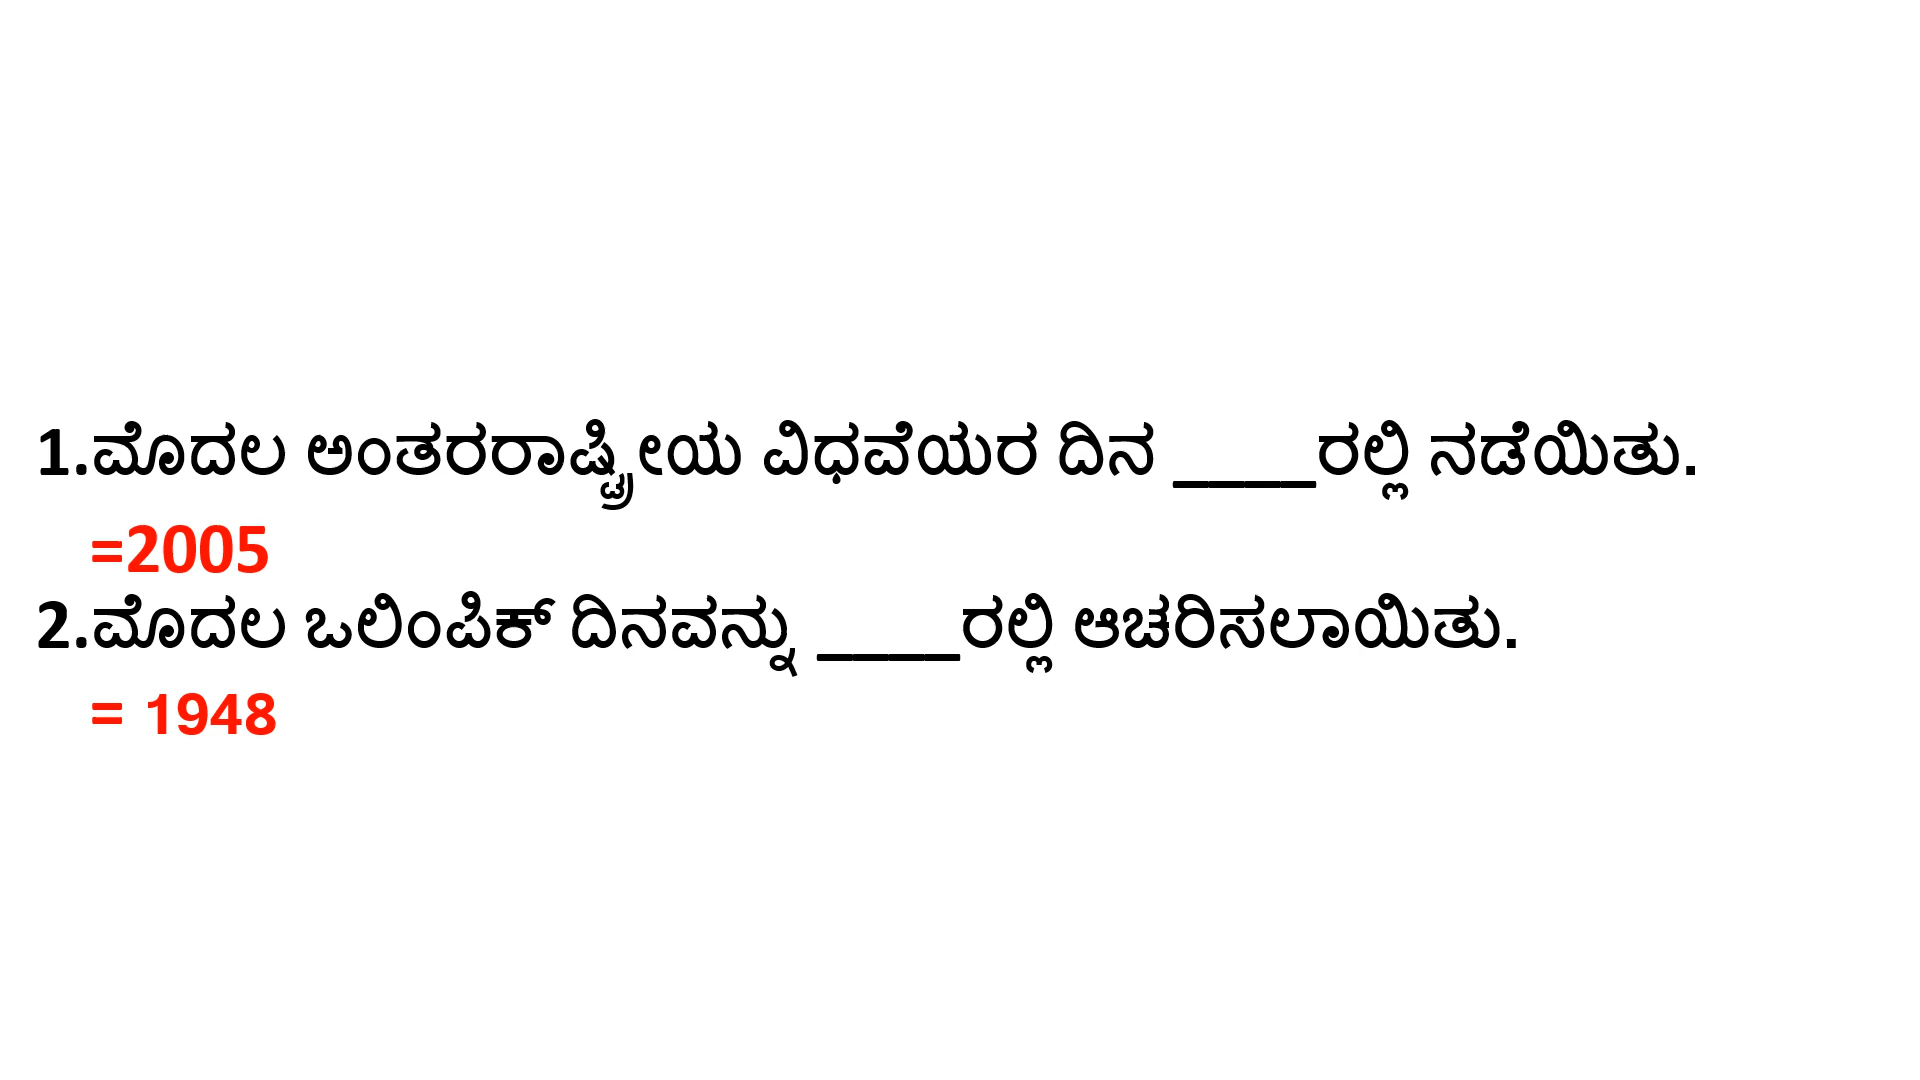 1.ಮೊದಲ ಅಂತರರಾಷ್ಟ್ರೀಯ ವಿಧವೆಯರ ದಿನ ____ರಲ್ಲಿ ನಡೆಯಿತು.
=2005
2.ಮೊದಲ ಒಲಿಂಪಿಕ್ ದಿನವನ್ನು ____ರಲ್ಲಿ ಆಚರಿಸಲಾಯಿತು.
= 1948